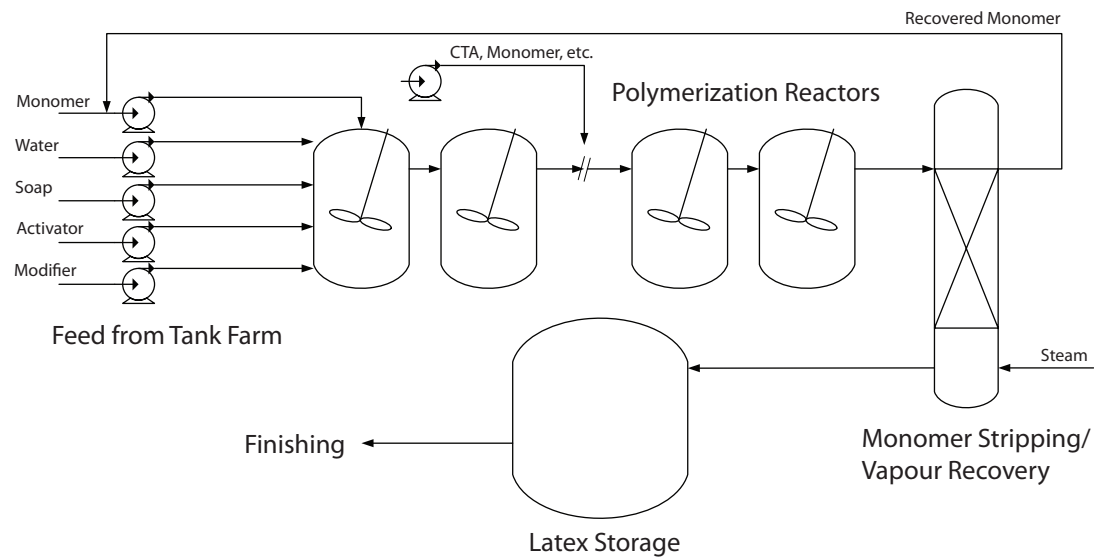 Recovered Monomer
CTA, Monomer, etc.
Polymerization Reactors
Monomer
Water
Soap
Activator
Modifier
Feed from Tank Farm
Steam
Finishing
Monomer Stripping/
Vapour Recovery
Latex Storage